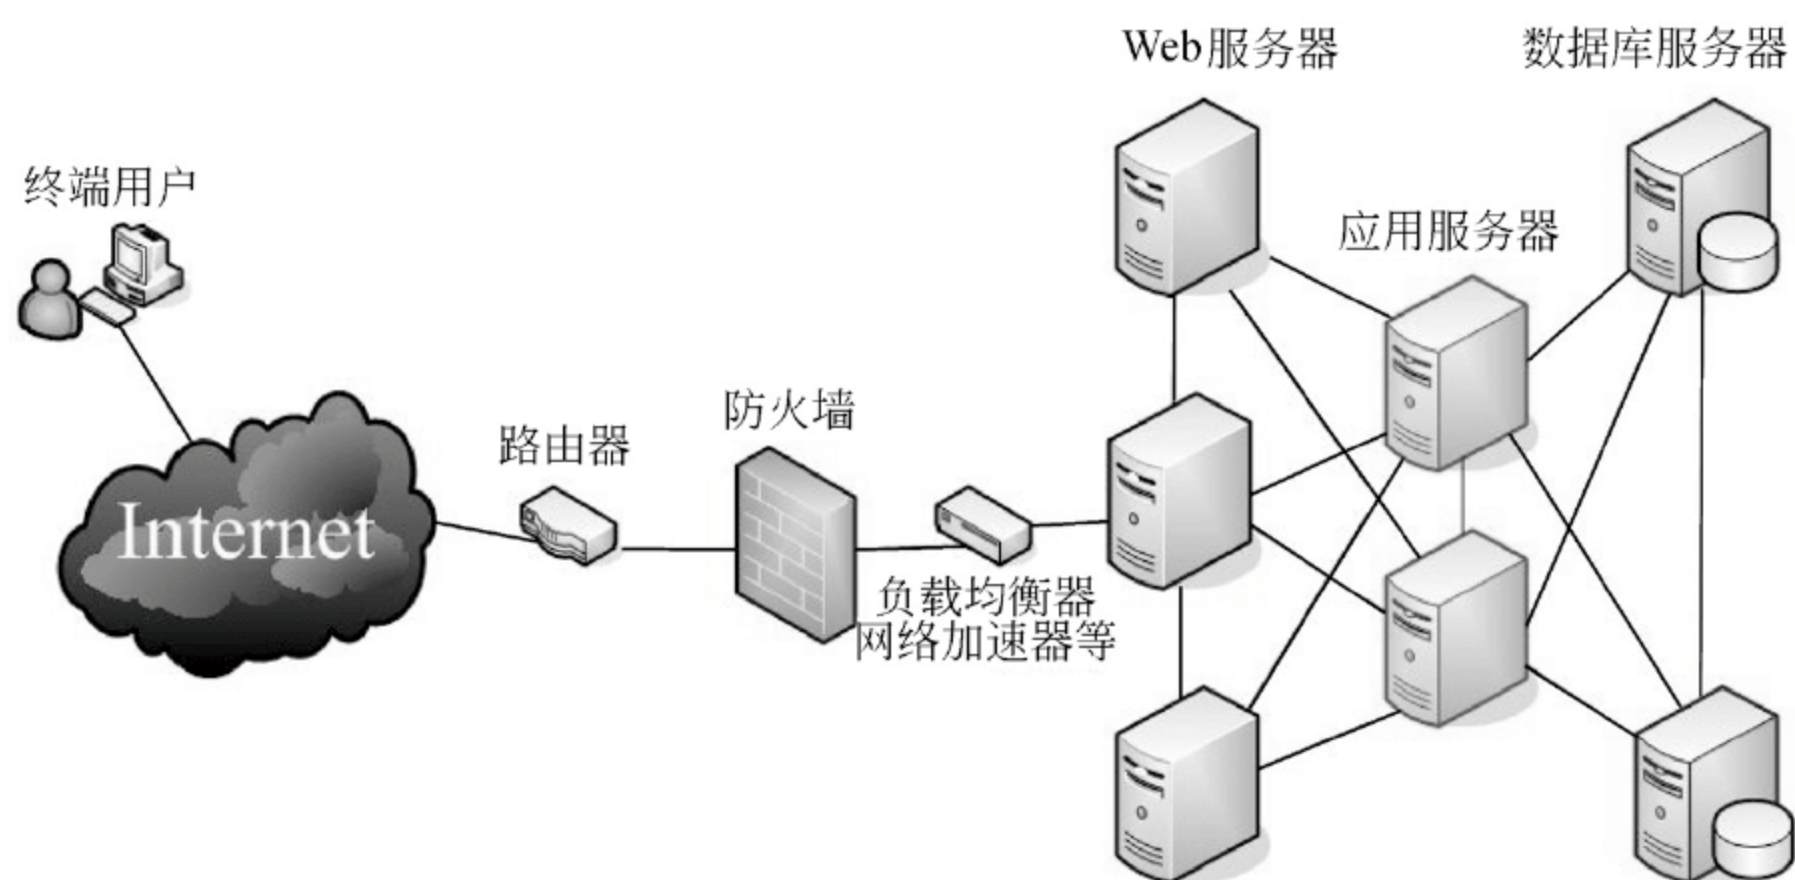 Web服务器
数据库服务器
终端用户
应用服务器
防火墙
路由器
Internet
负载均衡器
网络加速器等